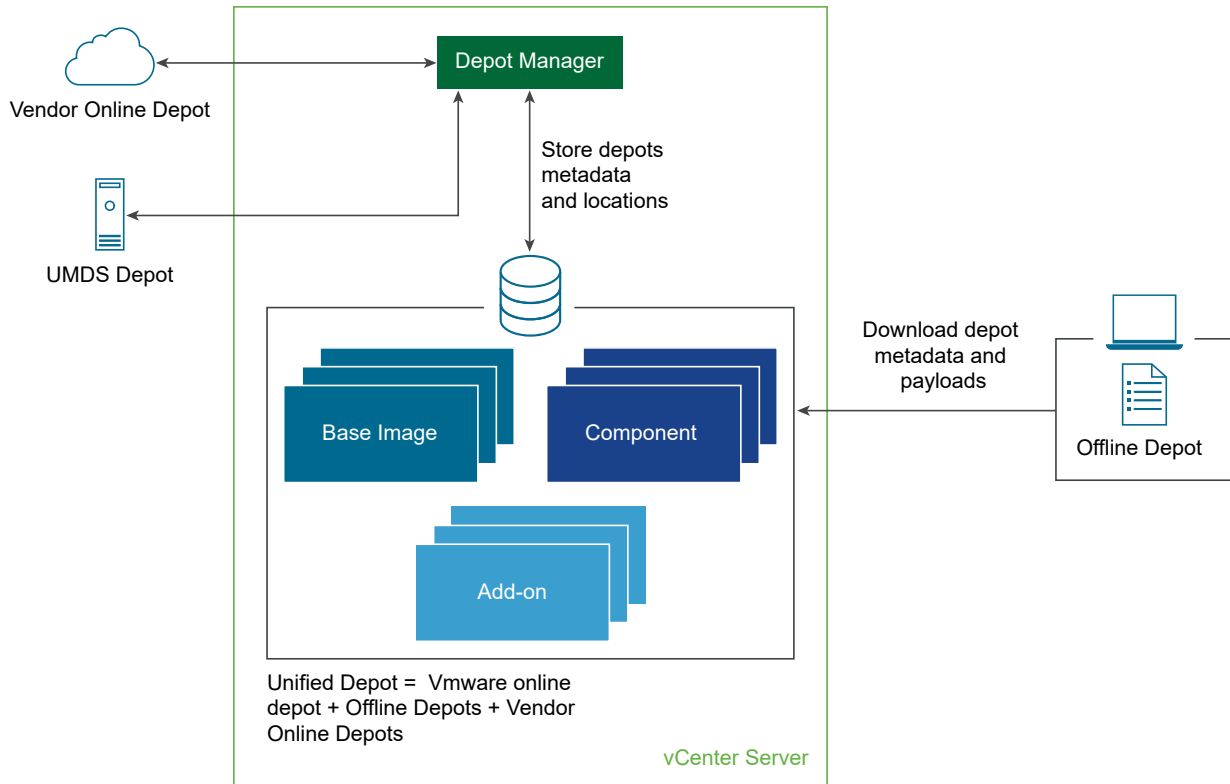 Depot Manager
Vendor Online Depot
Store depots
metadata
and locations
UMDS Depot
Download depot
metadata and
payloads
Base Image
Component
Offline Depot
Add-on
Unified Depot = Vmware online
depot + Offline Depots + Vendor
Online Depots
vCenter Server